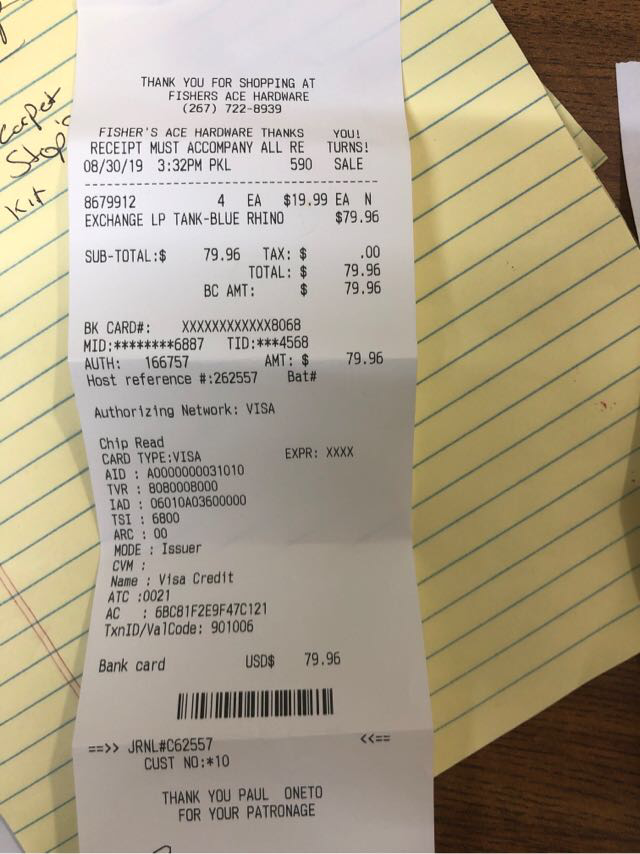 carpet
Stop
Kit
THANK YOU FOR SHOPPING AT
FISHERS ACE HARDWARE
(267) 722-8939
FISHER'S ACE HARDWARE THANKS YOU!
RECEIPT MUST ACCOMPANY ALL RE TURNS!
08/30/19 3:32PM PKL 590 SALE
--------------------------------
8679912 4 EA $19.99 EA N
EXCHANGE LP TANK-BLUE RHINO $79.96
SUB-TOTAL:$ 79.96 TAX: $ .00
TOTAL: $ 79.96
BC AMT: $ 79.96
BK CARD#: XXXXXXXXXXXX8068
MID:********6887 TID:***4568
AUTH: 166757 AMT: $ 79.96
Host reference #:262557 Bat#
Authorizing Network: VISA
Chip Read
CARD TYPE:VISA EXPR: XXXX
AID : A0000000031010
TVR : 8080008000
IAD : 06010A03600000
TSI : 6800
ARC : 00
MODE : Issuer
CVM :
Name : Visa Credit
ATC :0021
AC : 6BC81F2E9F47C121
TxnID/ValCode: 901006
Bank card USD$ 79.96
==>> JRNL#C62557 <<==
CUST NO:*10
THANK YOU PAUL ONETO
FOR YOUR PATRONAGE